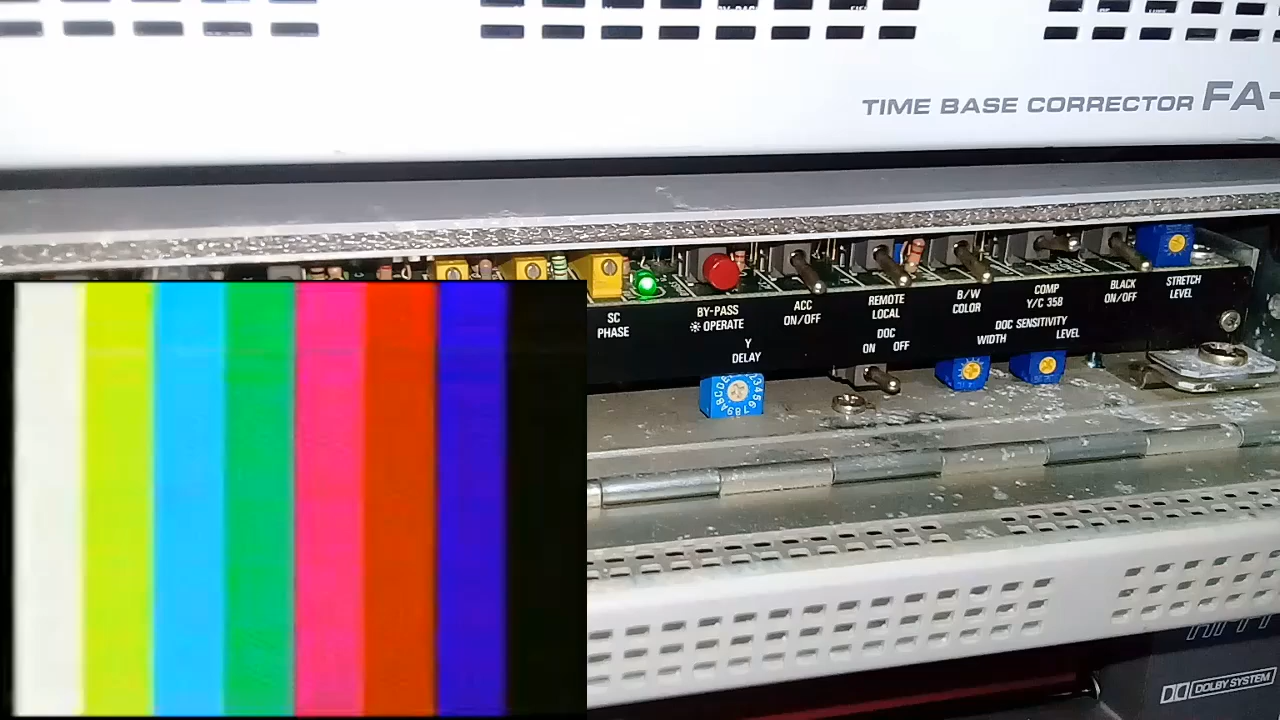 TIME BASE CORRECTOR FA-
SC
PHASE
BY-PASS
☼ OPERATE
ACC
ON/OFF
REMOTE
LOCAL
B/W
COLOR
COMP
Y/C 358
BLACK
ON/OFF
STRETCH
LEVEL
Y
DELAY
DOC
ON OFF
DOC SENSITIVITY
WIDTH LEVEL
DOLBY SYSTEM